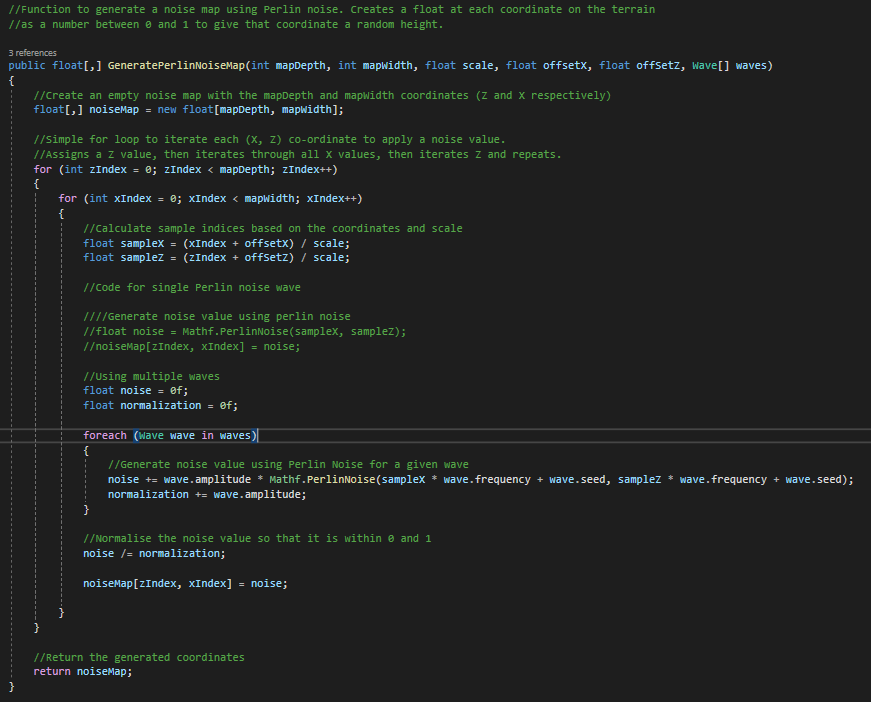 //Function to generate a noise map using Perlin noise. Creates a float at each coordinate on the terrain
//as a number between 0 and 1 to give that coordinate a random height.
3 references
public float[,] GeneratePerlinNoiseMap(int mapDepth, int mapWidth, float scale, float offsetX, float offSetZ, Wave[] waves)
{
//Create an empty noise map with the mapDepth and mapWidth coordinates (Z and X respectively)
float[,] noiseMap = new float[mapDepth, mapWidth];
//Simple for loop to iterate each (X, Z) co-ordinate to apply a noise value.
//Assigns a Z value, then iterates through all X values, then iterates Z and repeats.
for (int zIndex = 0; zIndex < mapDepth; zIndex++)
{
for (int xIndex = 0; xIndex < mapWidth; xIndex++)
{
//Calculate sample indices based on the coordinates and scale
float sampleX = (xIndex + offsetX) / scale;
float sampleZ = (zIndex + offSetZ) / scale;
//Code for single Perlin noise wave
////Generate noise value using perlin noise
//float noise = Mathf.PerlinNoise(sampleX, sampleZ);
//noiseMap[zIndex, xIndex] = noise;
//Using multiple waves
float noise = 0f;
float normalization = 0f;
foreach (Wave wave in waves)
{
//Generate noise value using Perlin Noise for a given wave
noise += wave.amplitude * Mathf.PerlinNoise(sampleX * wave.frequency + wave.seed, sampleZ * wave.frequency + wave.seed);
normalization += wave.amplitude;
}
//Normalise the noise value so that it is within 0 and 1
noise /= normalization;
noiseMap[zIndex, xIndex] = noise;
}
}
//Return the generated coordinates
return noiseMap;
}